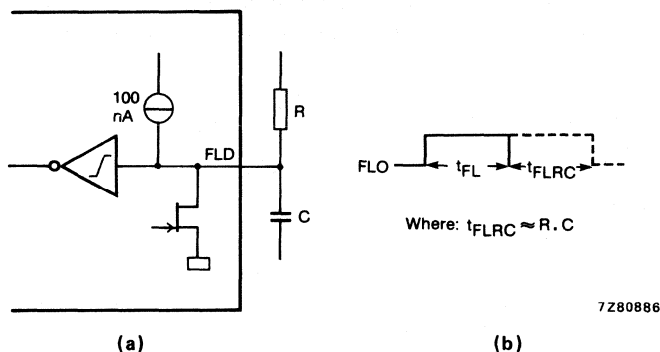 100
nA
FLD
R
C
FLO
tFL
tFLRC
Where: tFLRC ≈ R . C
7Z80886
(a)
(b)